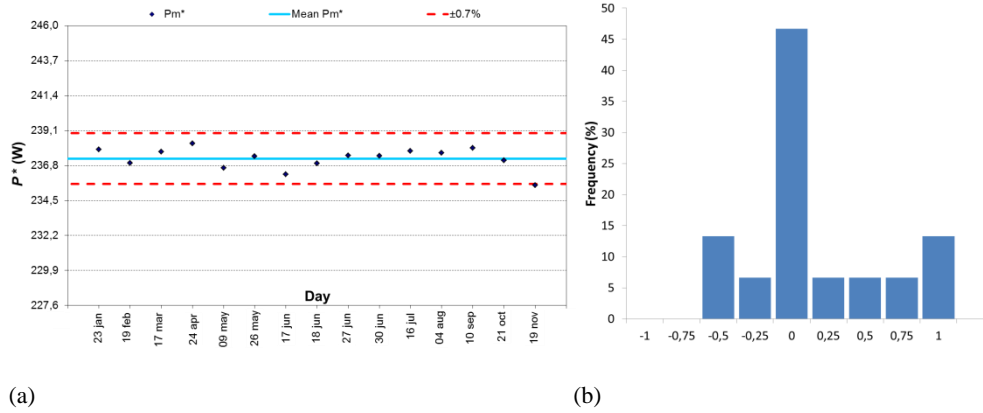 Pm* Mean Pm* ±0.7%
246,0
243,7
241,4
239,1
236,8
234,5
232,2
229,9
227,6
P* (W)
Day
23 jan
19 feb
17 mar
24 apr
09 may
26 may
17 jun
18 jun
27 jun
30 jun
16 jul
04 aug
10 sep
21 oct
19 nov
(a)
50
45
40
35
30
25
20
15
10
5
0
Frequency (%)
-1 -0,75 -0,5 -0,25 0 0,25 0,5 0,75 1
(b)